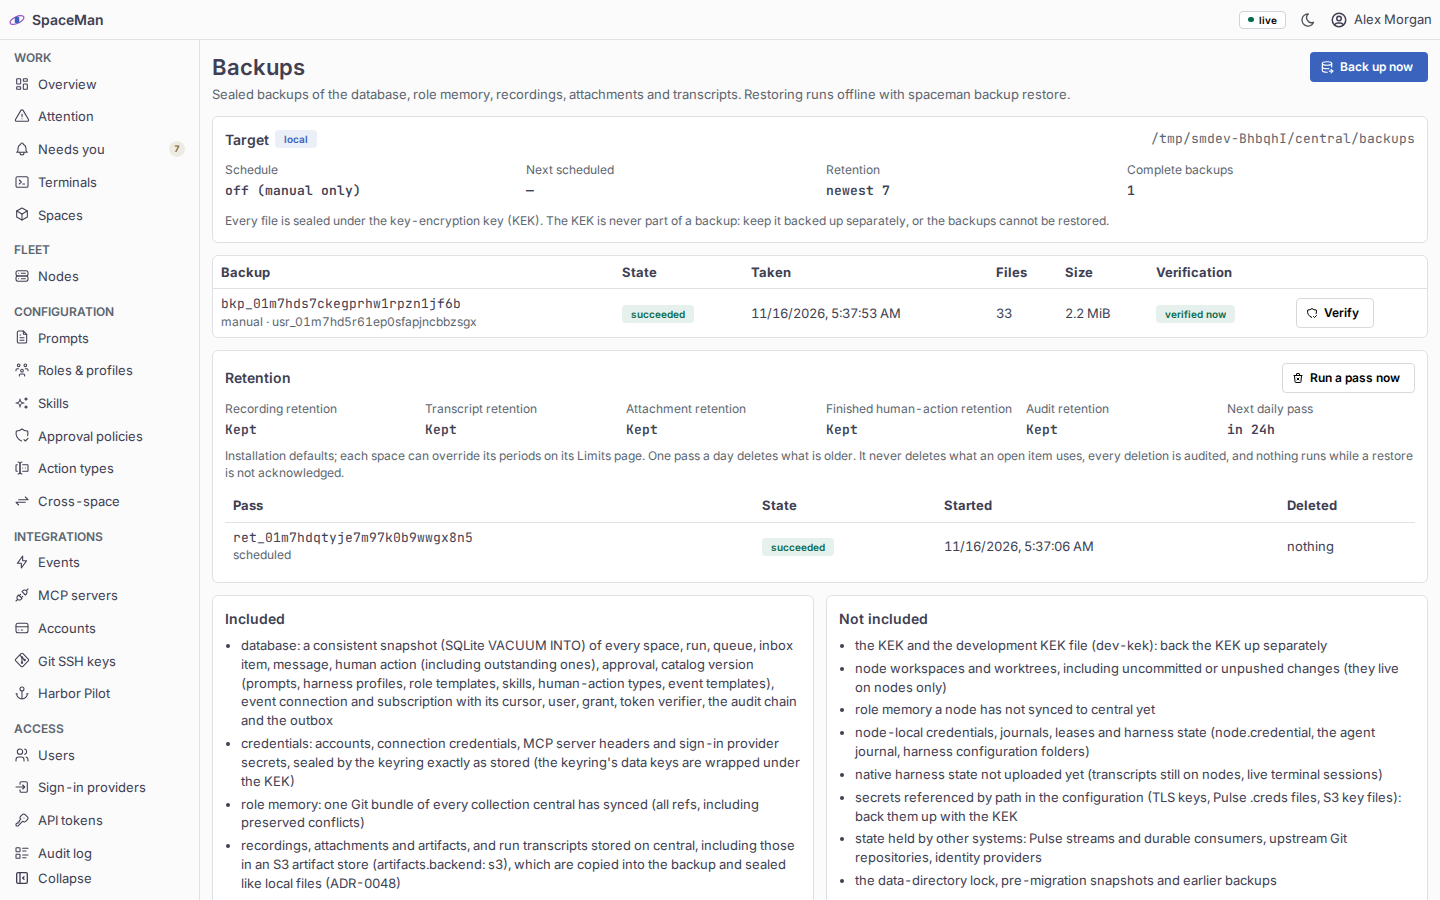 SpaceMan
live
Alex Morgan
WORK
Overview
Attention
Needs you
7
Terminals
Spaces
FLEET
Nodes
CONFIGURATION
Prompts
Roles & profiles
Skills
Approval policies
Action types
Cross-space
INTEGRATIONS
Events
MCP servers
Accounts
Git SSH keys
Harbor Pilot
ACCESS
Users
Sign-in providers
API tokens
Audit log
Collapse
Backups
Back up now
Sealed backups of the database, role memory, recordings, attachments and transcripts. Restoring runs offline with spaceman backup restore.
Target
local
/tmp/smdev-BhbqhI/central/backups
Schedule
Next scheduled
Retention
Complete backups
off (manual only)
—
newest 7
1
Every file is sealed under the key-encryption key (KEK). The KEK is never part of a backup: keep it backed up separately, or the backups cannot be restored.
Backup
State
Taken
Files
Size
Verification
bkp_01m7hds7ckegprhw1rpzn1jf6b
manual · usr_01m7hd5r61ep0sfapjncbbzsgx
succeeded
11/16/2026, 5:37:53 AM
33
2.2 MiB
verified now
Verify
Retention
Run a pass now
Recording retention
Transcript retention
Attachment retention
Finished human-action retention
Audit retention
Next daily pass
Kept
Kept
Kept
Kept
Kept
in 24h
Installation defaults; each space can override its periods on its Limits page. One pass a day deletes what is older. It never deletes what an open item uses, every deletion is audited, and nothing runs while a restore
is not acknowledged.
Pass
State
Started
Deleted
ret_01m7hdqtyje7m97k0b9wwgx8n5
scheduled
succeeded
11/16/2026, 5:37:06 AM
nothing
Included
database: a consistent snapshot (SQLite VACUUM INTO) of every space, run, queue, inbox
item, message, human action (including outstanding ones), approval, catalog version
(prompts, harness profiles, role templates, skills, human-action types, event templates),
event connection and subscription with its cursor, user, grant, token verifier, the audit chain
and the outbox
credentials: accounts, connection credentials, MCP server headers and sign-in provider
secrets, sealed by the keyring exactly as stored (the keyring's data keys are wrapped under
the KEK)
role memory: one Git bundle of every collection central has synced (all refs, including
preserved conflicts)
recordings, attachments and artifacts, and run transcripts stored on central, including those
in an S3 artifact store (artifacts.backend: s3), which are copied into the backup and sealed
like local files (ADR-0048)
Not included
the KEK and the development KEK file (dev-kek): back the KEK up separately
node workspaces and worktrees, including uncommitted or unpushed changes (they live
on nodes only)
role memory a node has not synced to central yet
node-local credentials, journals, leases and harness state (node.credential, the agent
journal, harness configuration folders)
native harness state not uploaded yet (transcripts still on nodes, live terminal sessions)
secrets referenced by path in the configuration (TLS keys, Pulse .creds files, S3 key files):
back them up with the KEK
state held by other systems: Pulse streams and durable consumers, upstream Git
repositories, identity providers
the data-directory lock, pre-migration snapshots and earlier backups